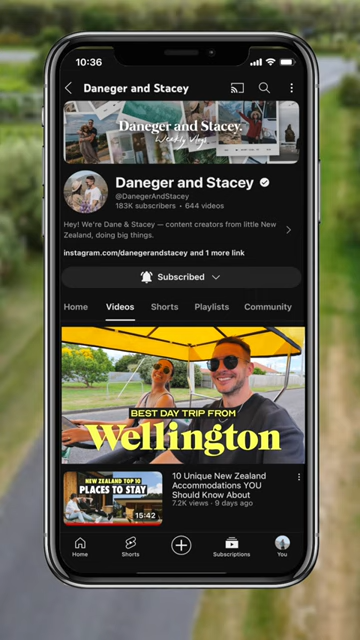 10:36
Daneger and Stacey
Daneger and Stacey.
Weekly Vlogs
Daneger and Stacey
@DanegerAndStacey
183K subscribers • 644 videos
Hey! We're Dane & Stacey — content creators from little New
Zealand, doing big things.
instagram.com/danegerandstacey and 1 more link
Subscribed
Home Videos Shorts Playlists Community
BEST DAY TRIP FROM
Wellington
NEW ZEALAND TOP 10
PLACES TO STAY
15:42
10 Unique New Zealand
Accommodations YOU
Should Know About
7.2K views · 9 days ago
Home Shorts Subscriptions You